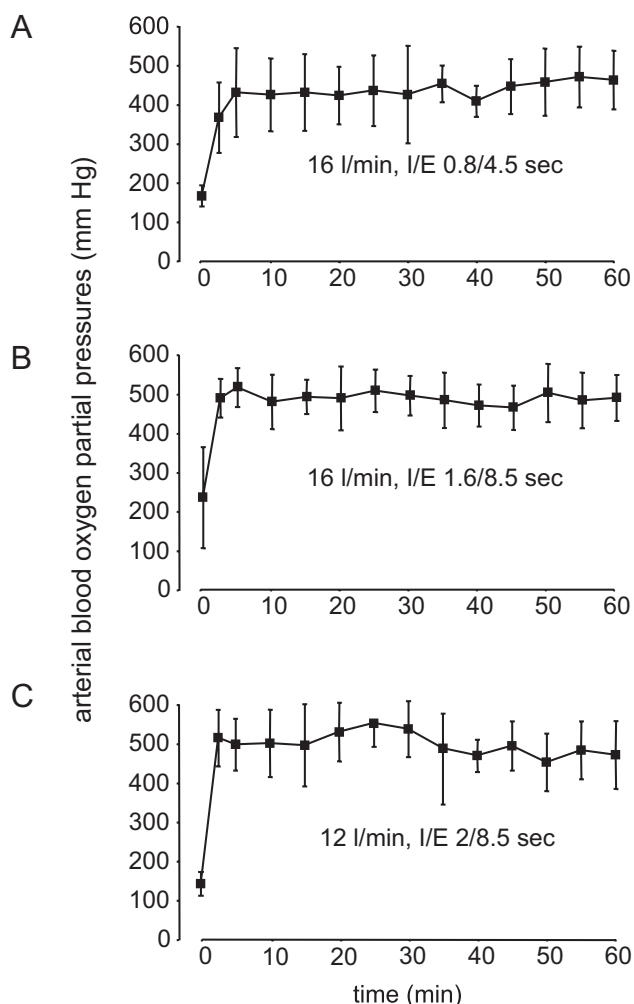 arterial blood oxygen partial pressures (mm Hg)
A
600
500
400
300
200
100
0
16 l/min, I/E 0.8/4.5 sec
0 10 20 30 40 50 60
B
600
500
400
300
200
100
0
16 l/min, I/E 1.6/8.5 sec
0 10 20 30 40 50 60
C
600
500
400
300
200
100
0
12 l/min, I/E 2/8.5 sec
0 10 20 30 40 50 60
time (min)